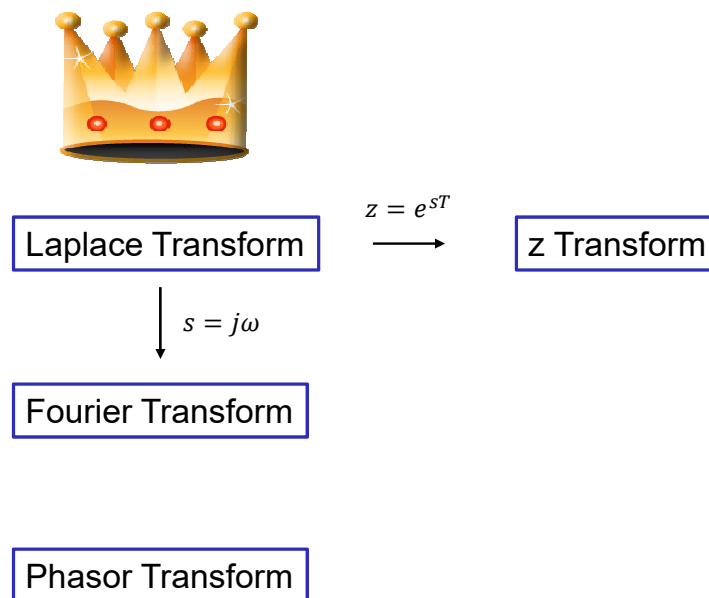 z = e^{sT}
Laplace Transform
z Transform
s = jω
Fourier Transform
Phasor Transform